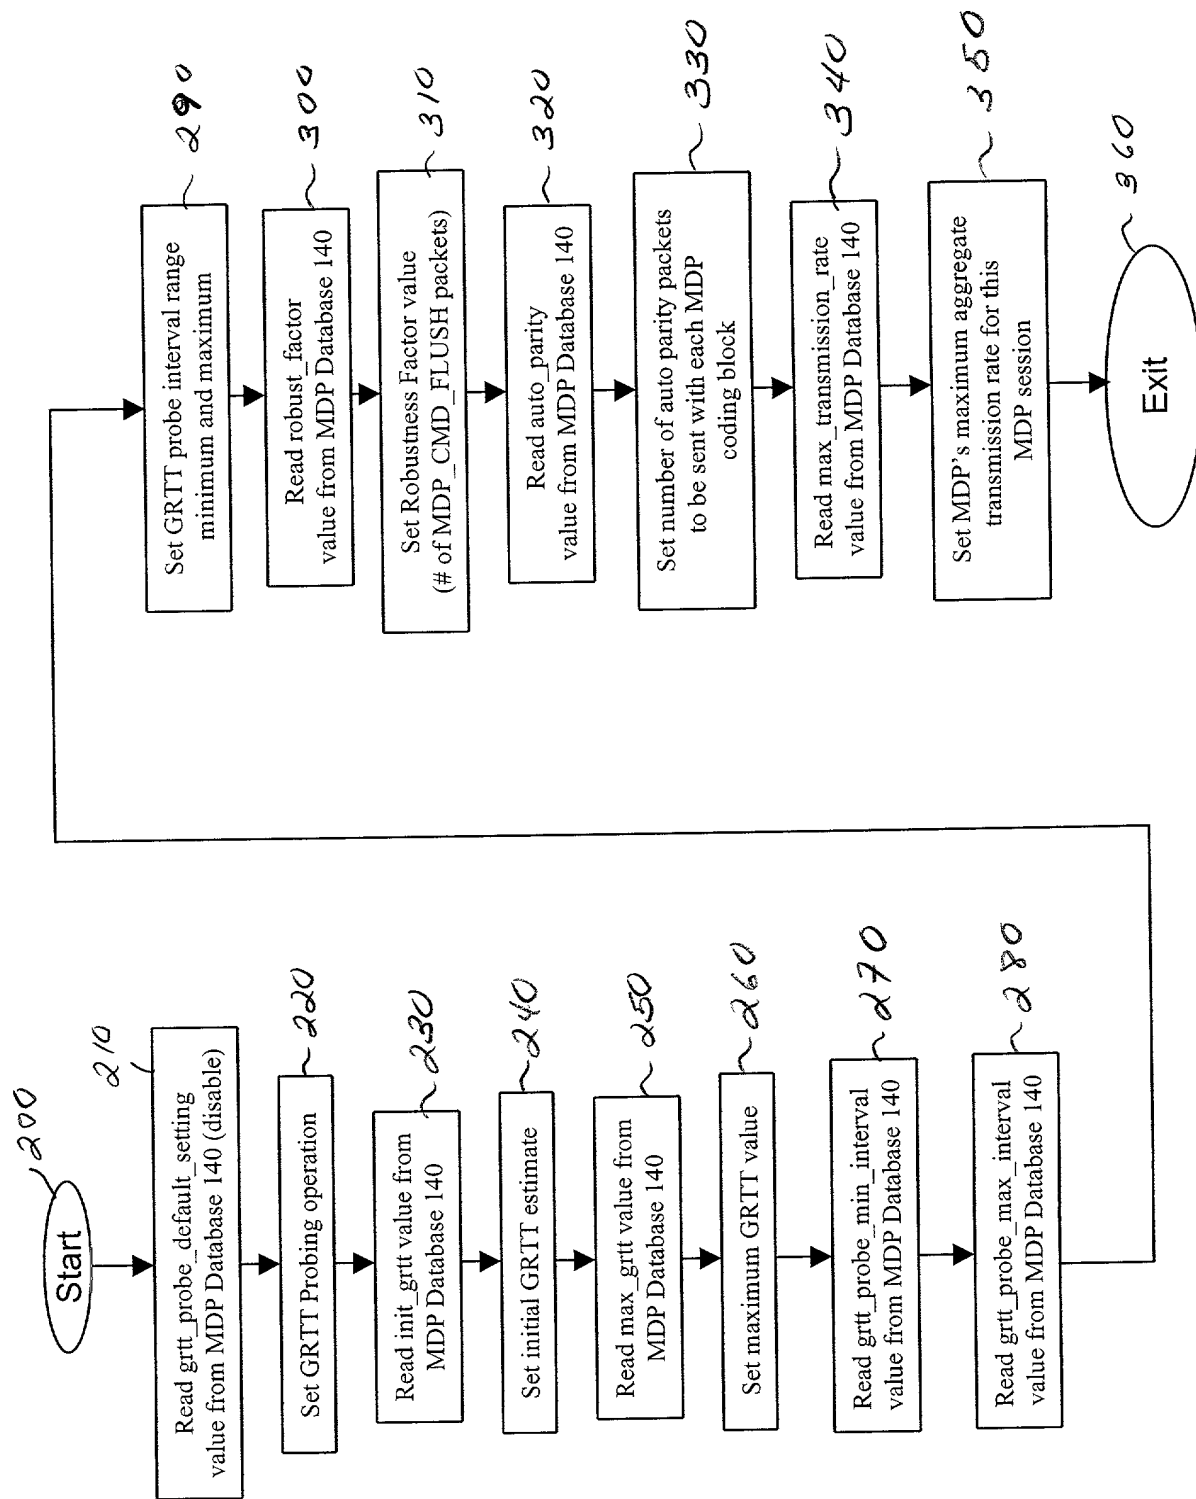 Start
200
Read grtt_probe_default_setting
value from MDP Database 140 (disable)
210
Set GRTT Probing operation
220
Read init_grtt value from
MDP Database 140
230
Set initial GRTT estimate
240
Read max_grtt value from
MDP Database 140
250
Set maximum GRTT value
260
Read grtt_probe_min_interval
value from MDP Database 140
270
Read grtt_probe_max_interval
value from MDP Database 140
280
Set GRTT probe interval range
minimum and maximum
290
Read robust_factor
value from MDP Database 140
300
Set Robustness Factor value
(# of MDP_CMD_FLUSH packets)
310
Read auto_parity
value from MDP Database 140
320
Set number of auto parity packets
to be sent with each MDP
coding block
330
Read max_transmission_rate
value from MDP Database 140
340
Set MDP's maximum aggregate
transmission rate for this
MDP session
350
Exit
360